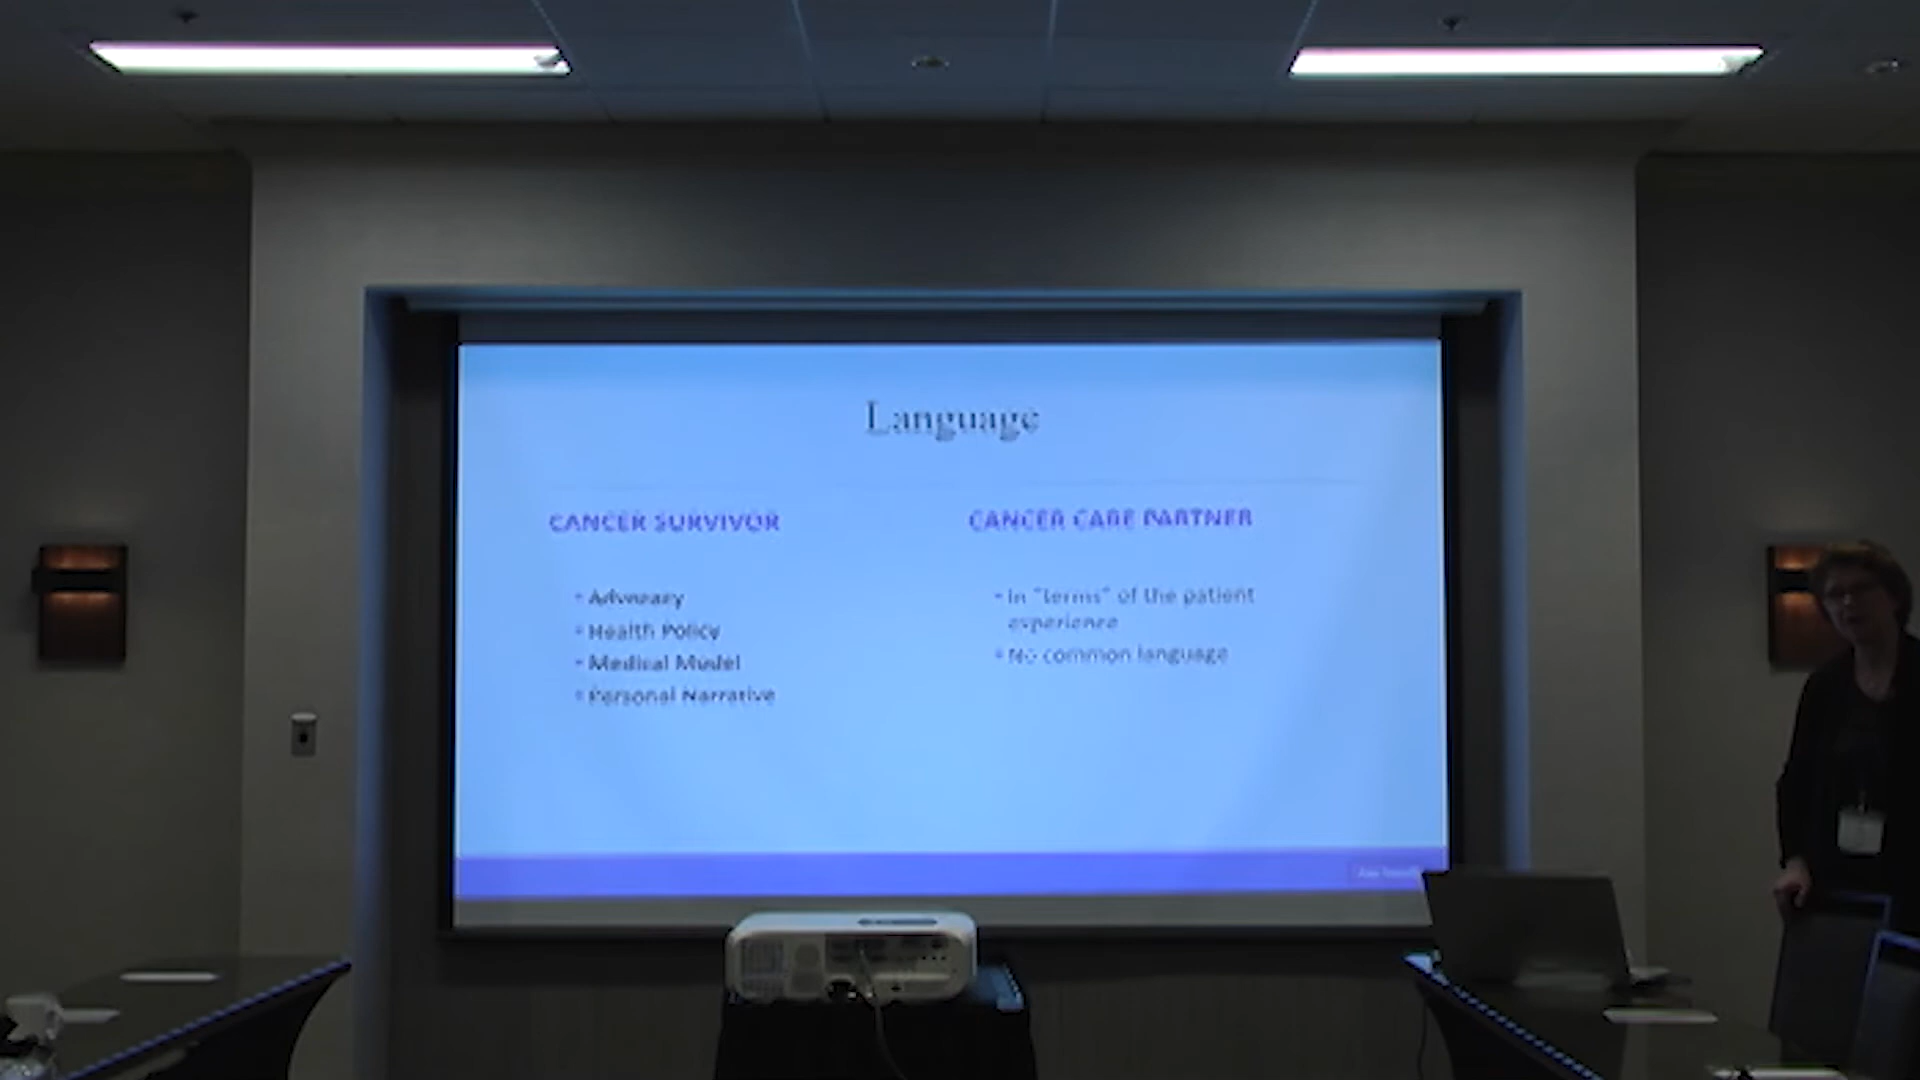 Language
CANCER SURVIVOR
• Advocacy
• Health Policy
• Medical Model
• Personal Narrative
CANCER CARE PARTNER
• In "terms" of the patient
experience
• No common language